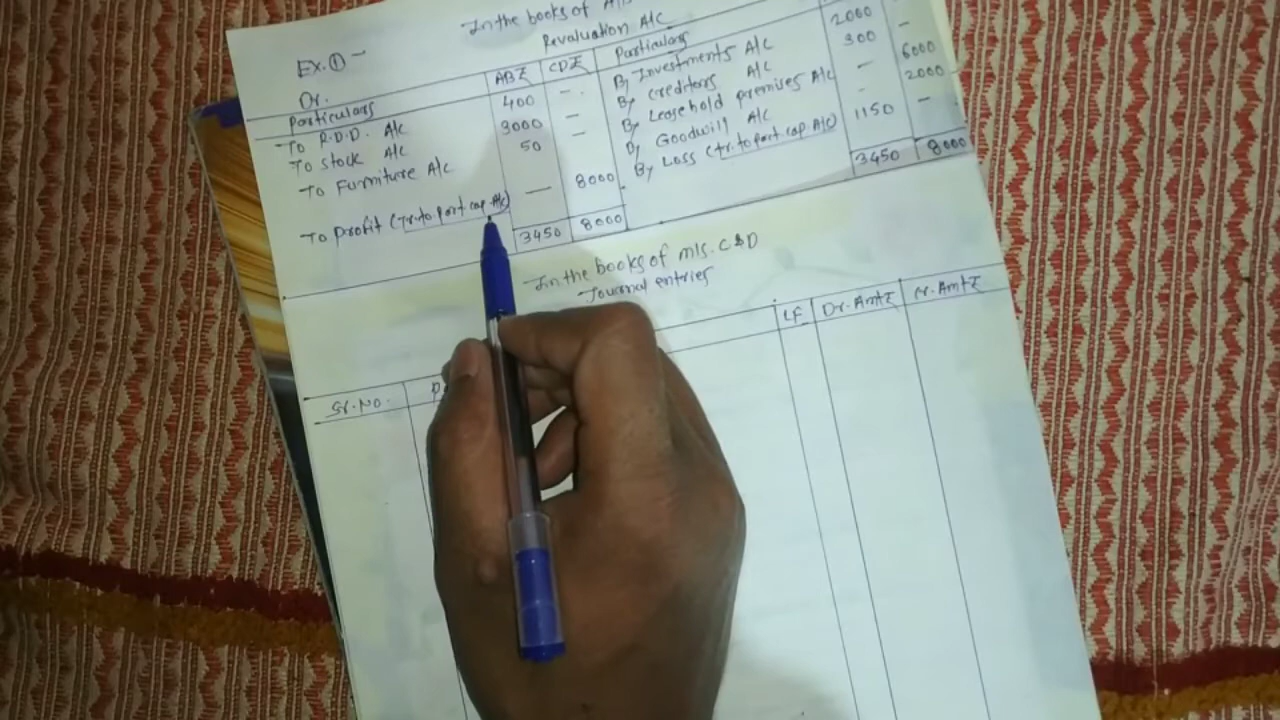 In the books of M/s
Ex. ① -
Revaluation A/c
Dr.
Particulars AB₹ CD₹ Particulars
To R.D.D. A/c 400 - By Investments A/c 2000 -
To Stock A/c 3000 - By Creditors A/c 300 -
To Furniture A/c 50 - By Leasehold premises A/c - 6000
By Goodwill A/c - 2000
To Profit (Tr.to.Part cap.A/c) - 8000 By Loss (tr.to part cap.A/c) 1150 -
3450 8000 3450 8000
In the books of m/s. C&D
Journal entries
Sr.No. LF Dr.Amt₹ Cr.Amt₹